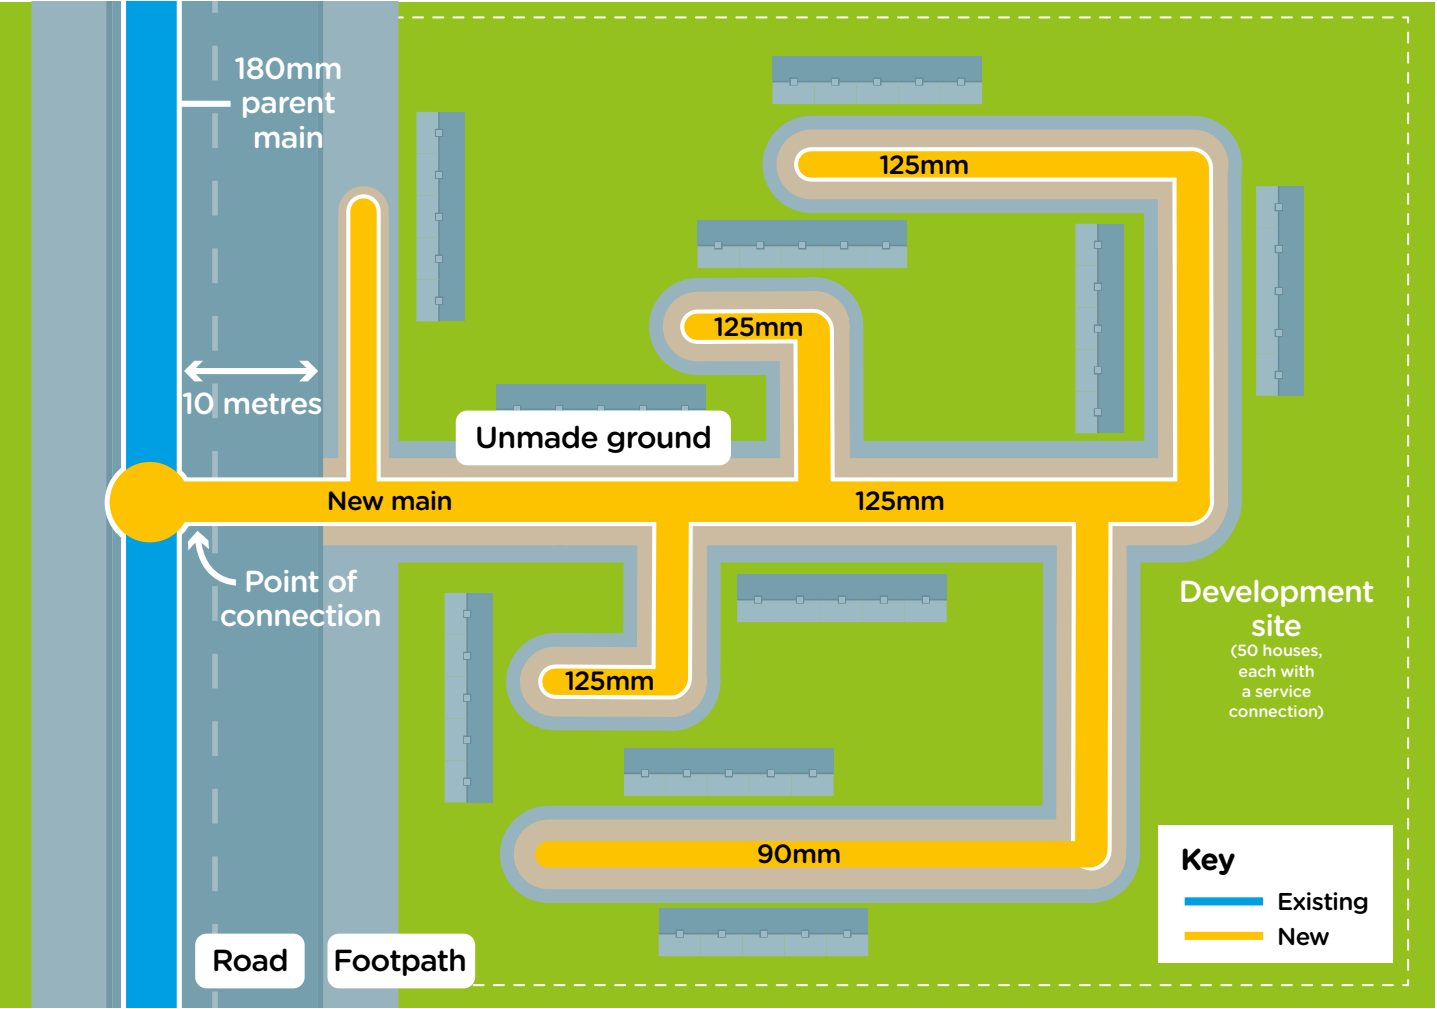 180mm
parent
main
125mm
125mm
10 metres
Unmade ground
New main
125mm
Point of
connection
Development
site
(50 houses,
each with
a service
connection)
125mm
90mm
Key
Existing
New
Road
Footpath